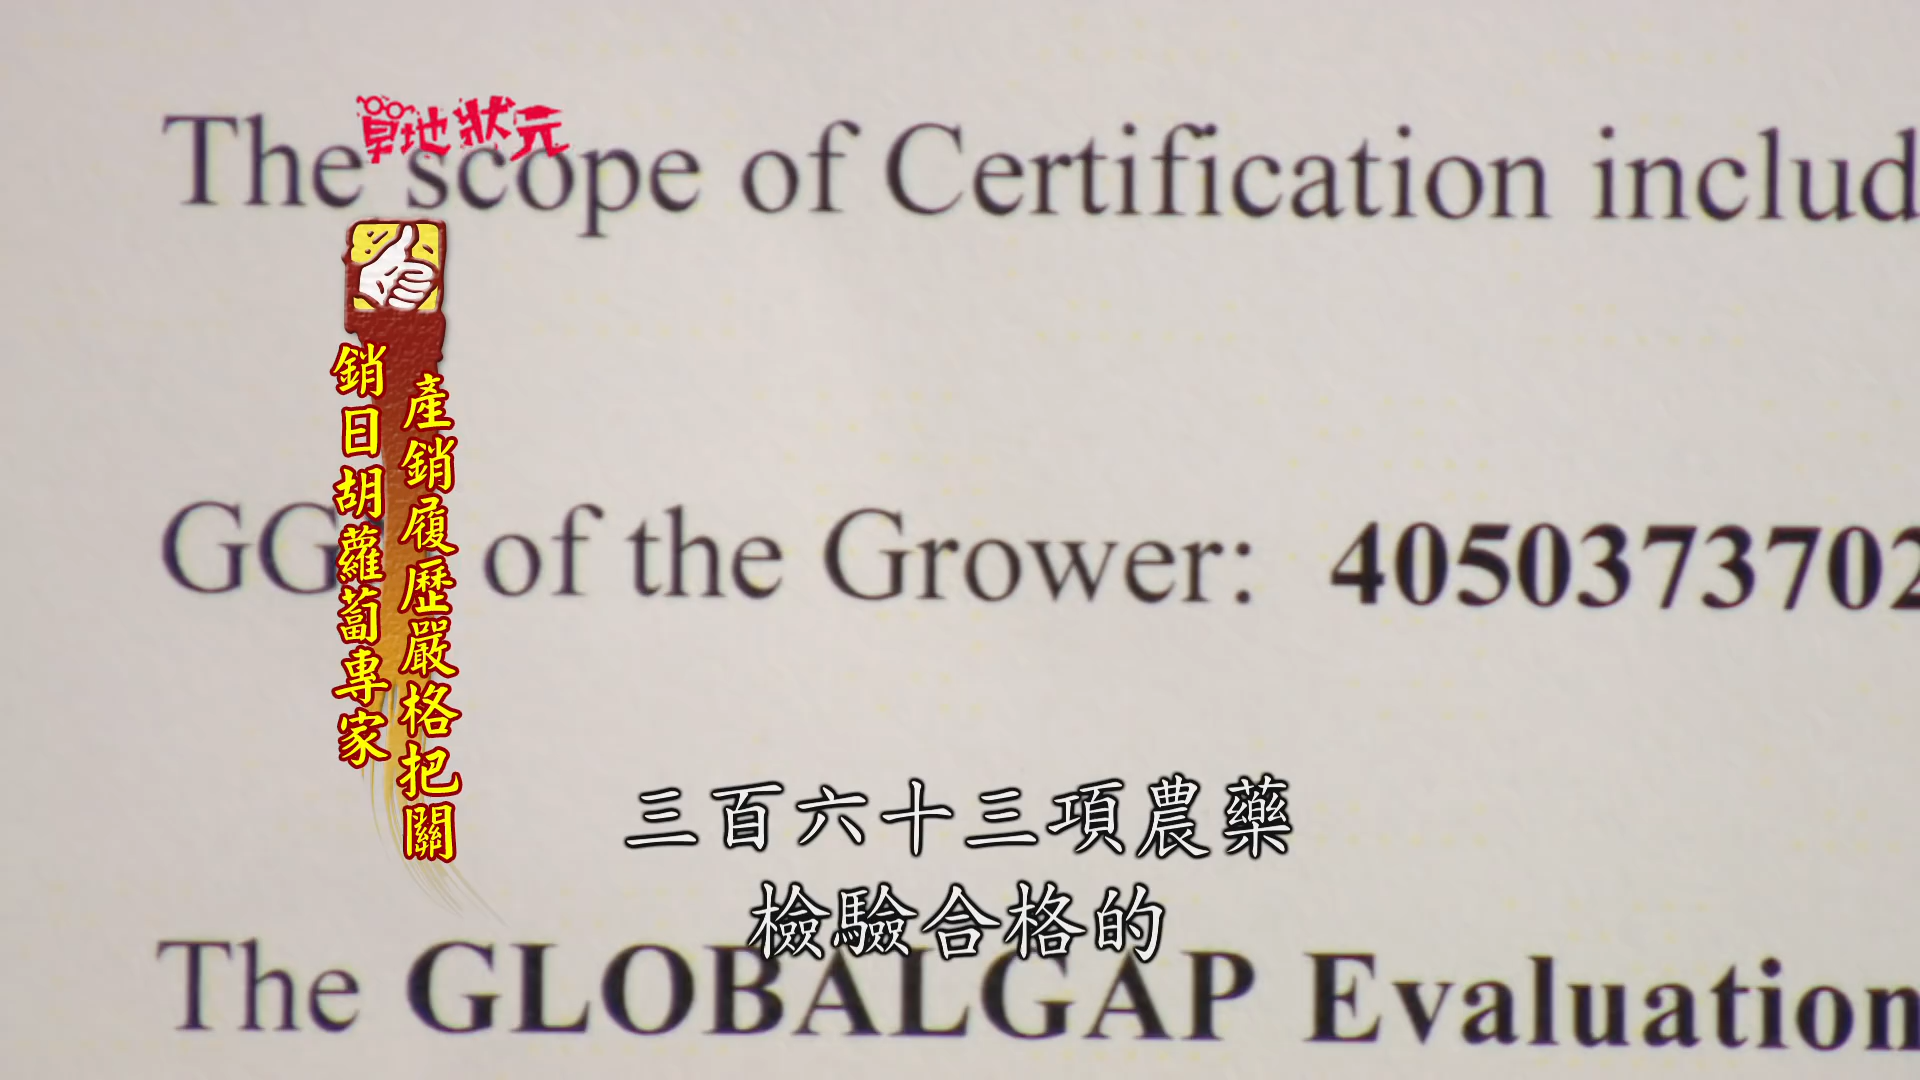 旱地狀元
The scope of Certification includ
產銷履歷嚴格把關
銷日胡蘿蔔專家
GG of the Grower: 4050373702
三百六十三項農藥
檢驗合格的
The GLOBALGAP Evaluation